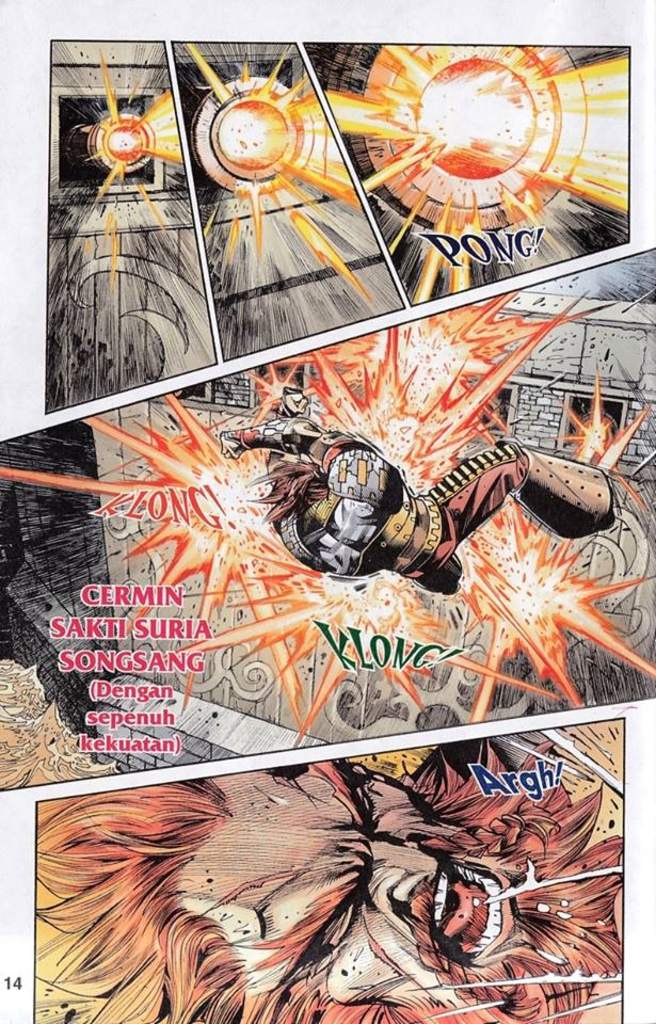 PONG!
KLONG!
CERMIN
SAKTI SURIA
SONGSANG
(Dengan
sepenuh
kekuatan)
KLONG!
Argh!
14